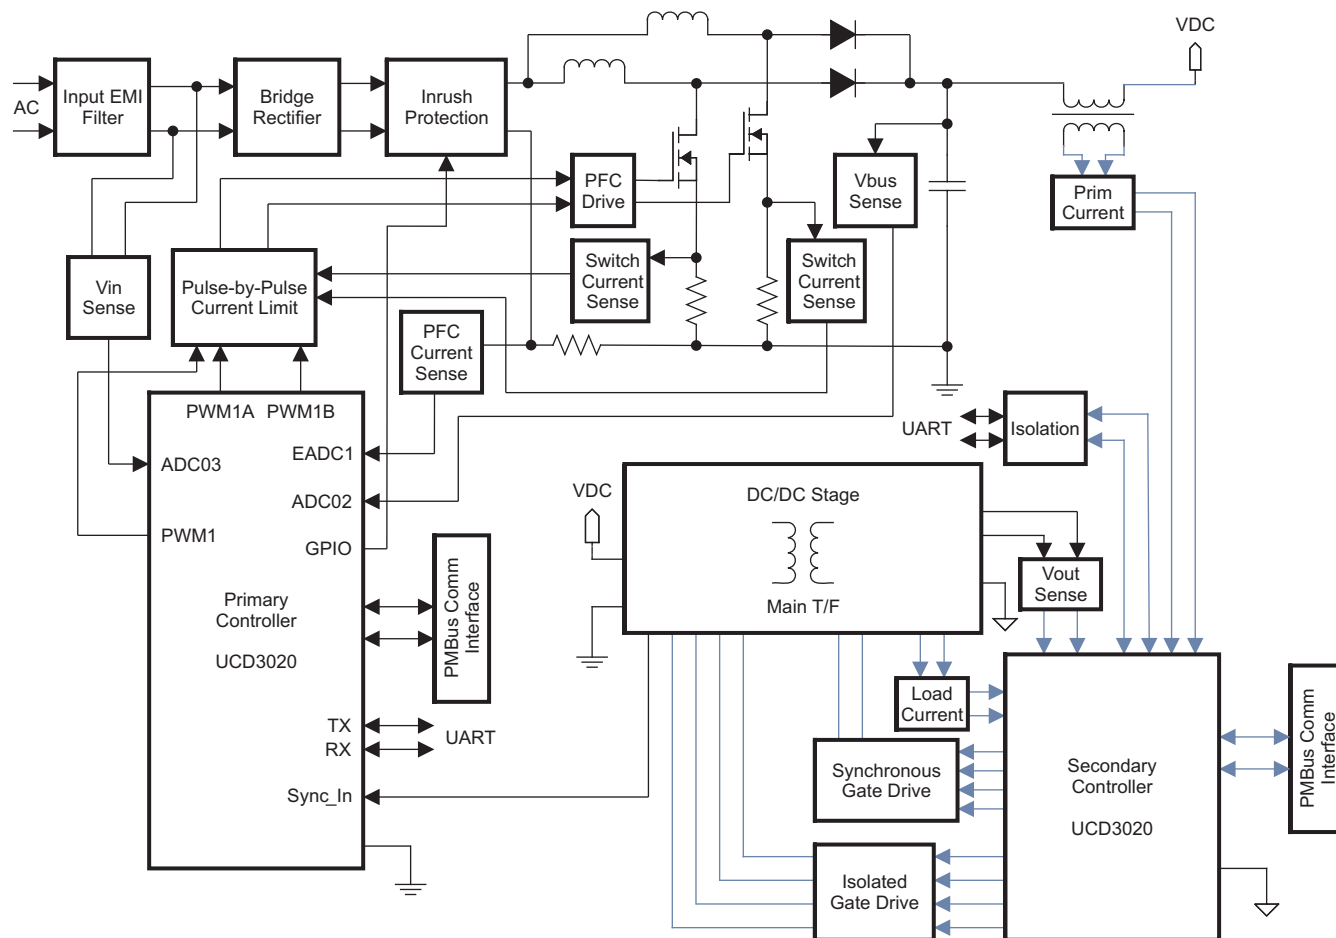 VDC
AC
Input EMI
Filter
Bridge
Rectifier
Inrush
Protection
PFC
Drive
Vbus
Sense
Prim
Current
Vin
Sense
Pulse-by-Pulse
Current Limit
Switch
Current
Sense
Switch
Current
Sense
PFC
Current
Sense
PWM1A PWM1B
EADC1
ADC03
ADC02
PWM1
GPIO
Primary
Controller
UCD3020
TX
RX
UART
Sync_In
PMBus Comm
Interface
UART
Isolation
VDC
DC/DC Stage
Main T/F
Vout
Sense
Load
Current
Synchronous
Gate Drive
Isolated
Gate Drive
Secondary
Controller
UCD3020
PMBus Comm
Interface